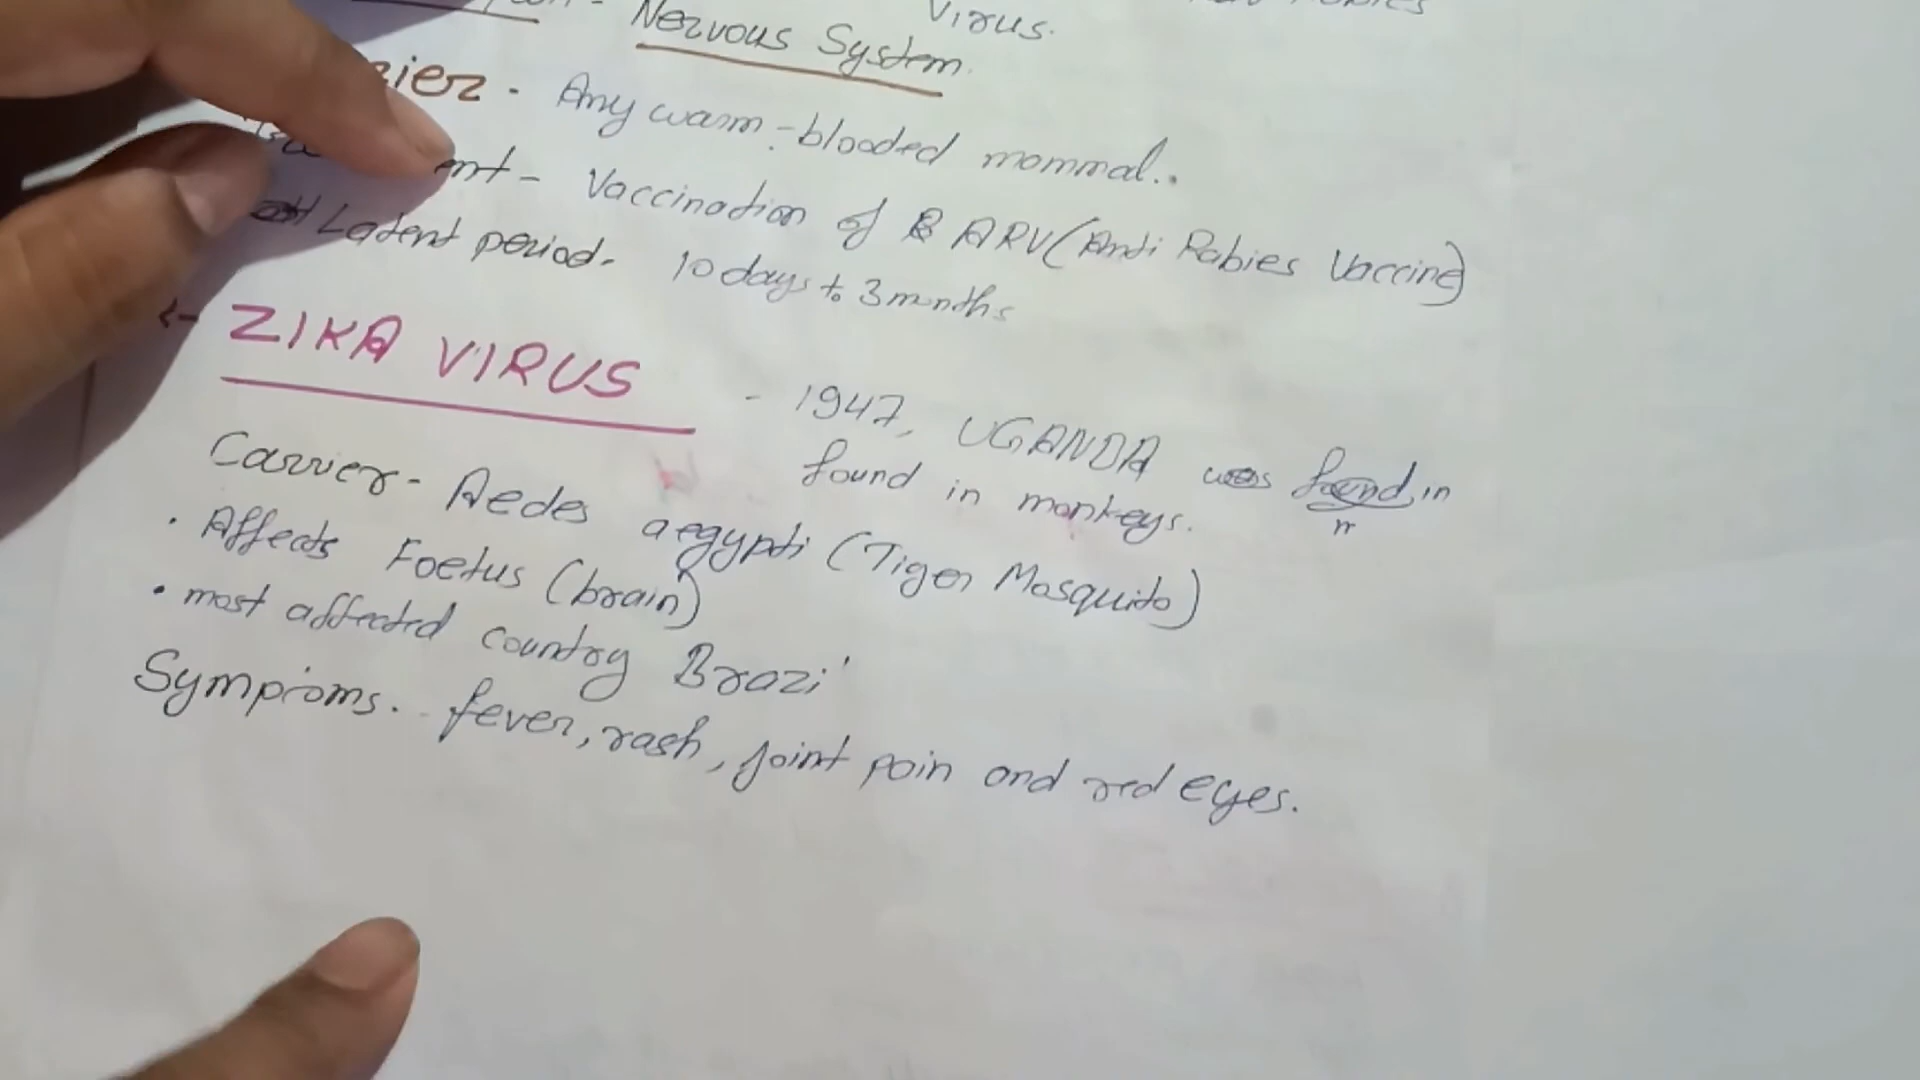 Nervous System.
Virus.
Any warm-blooded mammal..
Vaccination of ARV (Anti Rabies Vaccine)
Latent period- 10 days to 3 months
ZIKA VIRUS
- 1947, UGANDA was found in
found in monkeys.
Carrier- Aedes aegypti (Tiger Mosquito)
• Affects Foetus (brain)
• most affected country Brazil
Sympioms. - fever, rash, joint pain and red eyes.